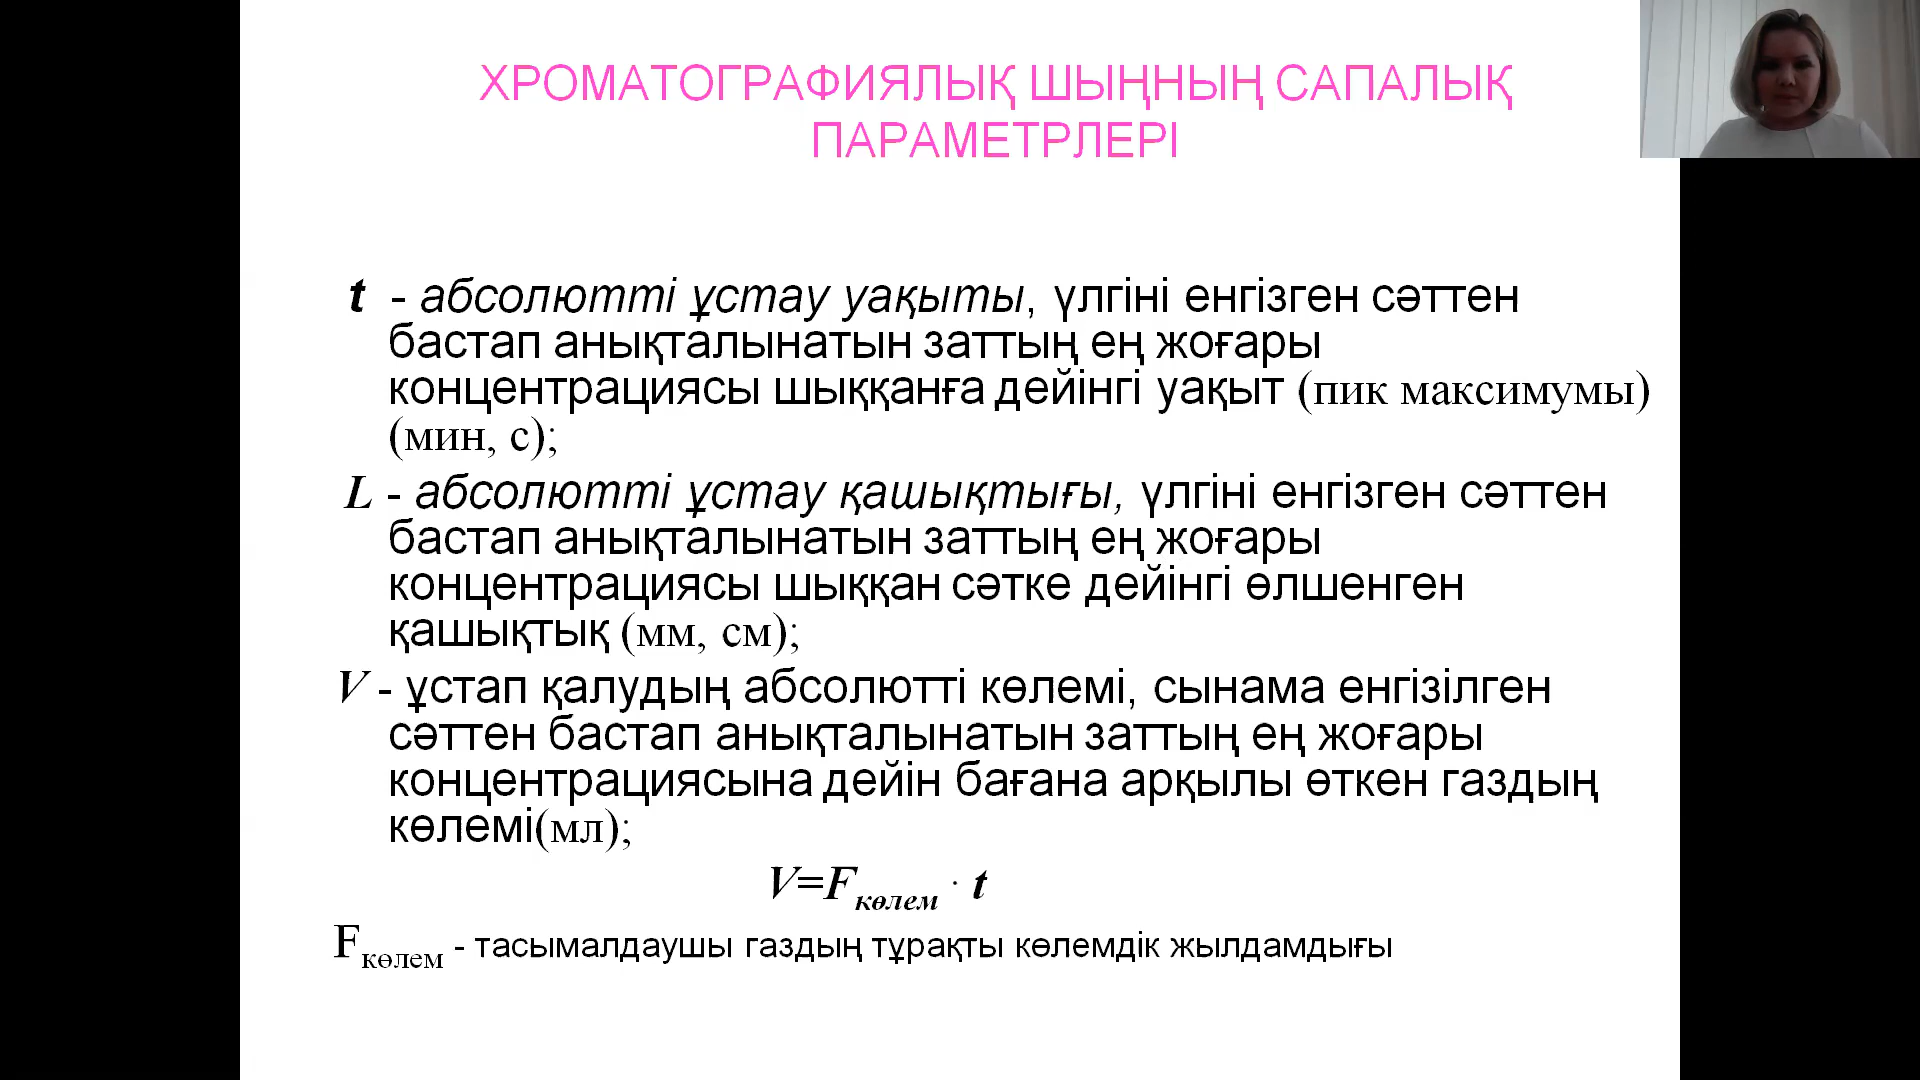 ХРОМАТОГРАФИЯЛЫҚ ШЫҢНЫҢ САПАЛЫҚ
ПАРАМЕТРЛЕРІ
t - абсолютті ұстау уақыты, үлгіні енгізген сәттен
бастап анықталынатын заттың ең жоғары
концентрациясы шыққанға дейінгі уақыт (пик максимумы)
(мин, с);
L - абсолютті ұстау қашықтығы, үлгіні енгізген сәттен
бастап анықталынатын заттың ең жоғары
концентрациясы шыққан сәтке дейінгі өлшенген
қашықтық (мм, см);
V - ұстап қалудың абсолютті көлемі, сынама енгізілген
сәттен бастап анықталынатын заттың ең жоғары
концентрациясына дейін бағана арқылы өткен газдың
көлемі(мл);
V=Fкөлем · t
Fкөлем - тасымалдаушы газдың тұрақты көлемдік жылдамдығы